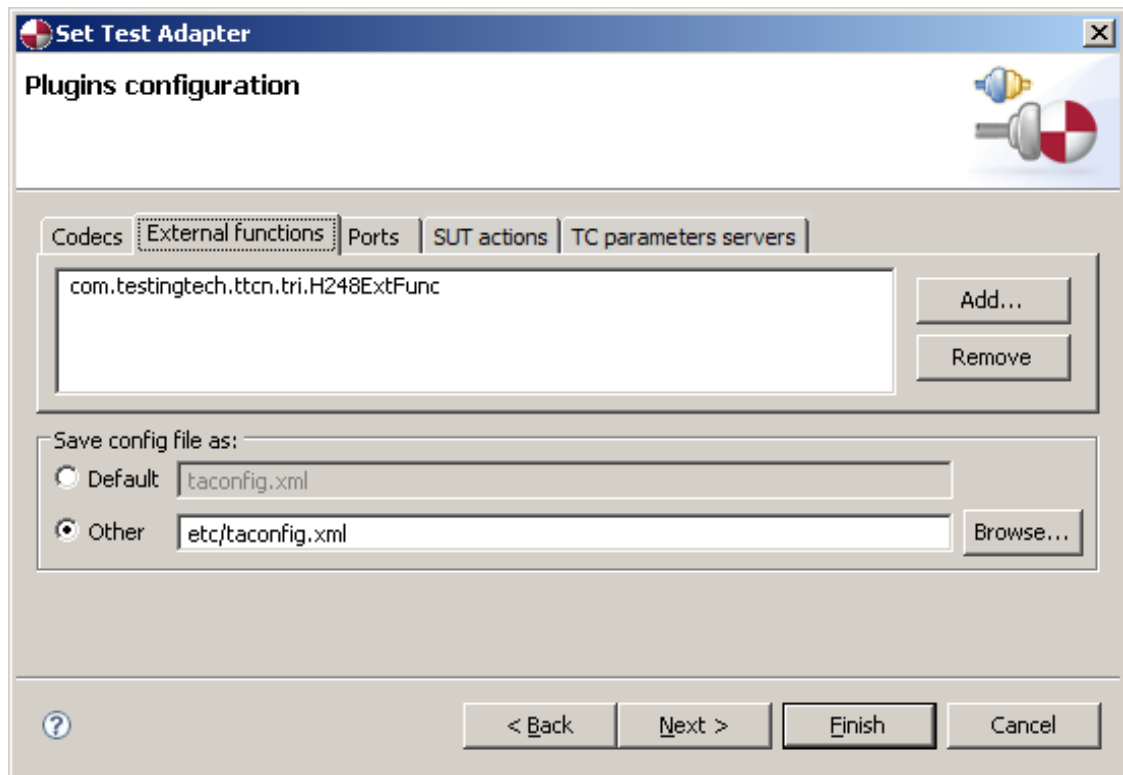 Set Test Adapter
Plugins configuration
Codecs External functions Ports SUT actions TC parameters servers
com.testingtech.ttcn.tri.H248ExtFunc
Add...
Remove
Save config file as:
Default taconfig.xml
Other etc/taconfig.xml Browse...
? < Back Next > Finish Cancel